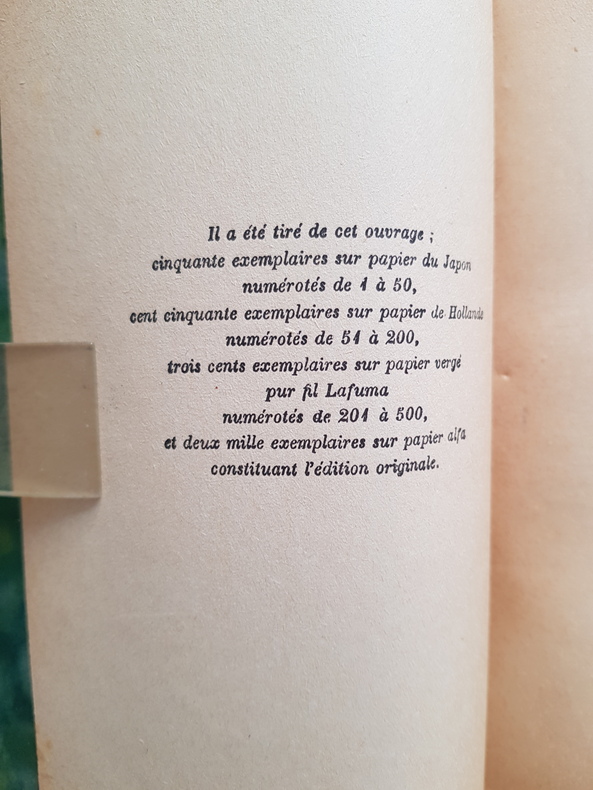 Il a été tiré de cet ouvrage ;
cinquante exemplaires sur papier du Japon
numérotés de 1 à 50,
cent cinquante exemplaires sur papier de Hollande
numérotés de 51 à 200,
trois cents exemplaires sur papier vergé
pur fil Lafuma
numérotés de 201 à 500,
et deux mille exemplaires sur papier alfa
constituant l'édition originale.